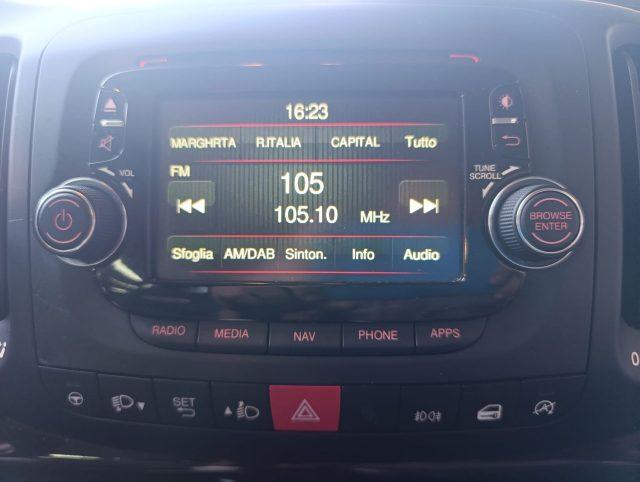 16:23
MARGHRTA R.ITALIA CAPITAL Tutto
FM
105
105.10 MHz
Sfoglia AM/DAB Sinton. Info Audio
VOL
TUNE
SCROLL
BROWSE
ENTER
RADIO MEDIA NAV PHONE APPS
SET
0